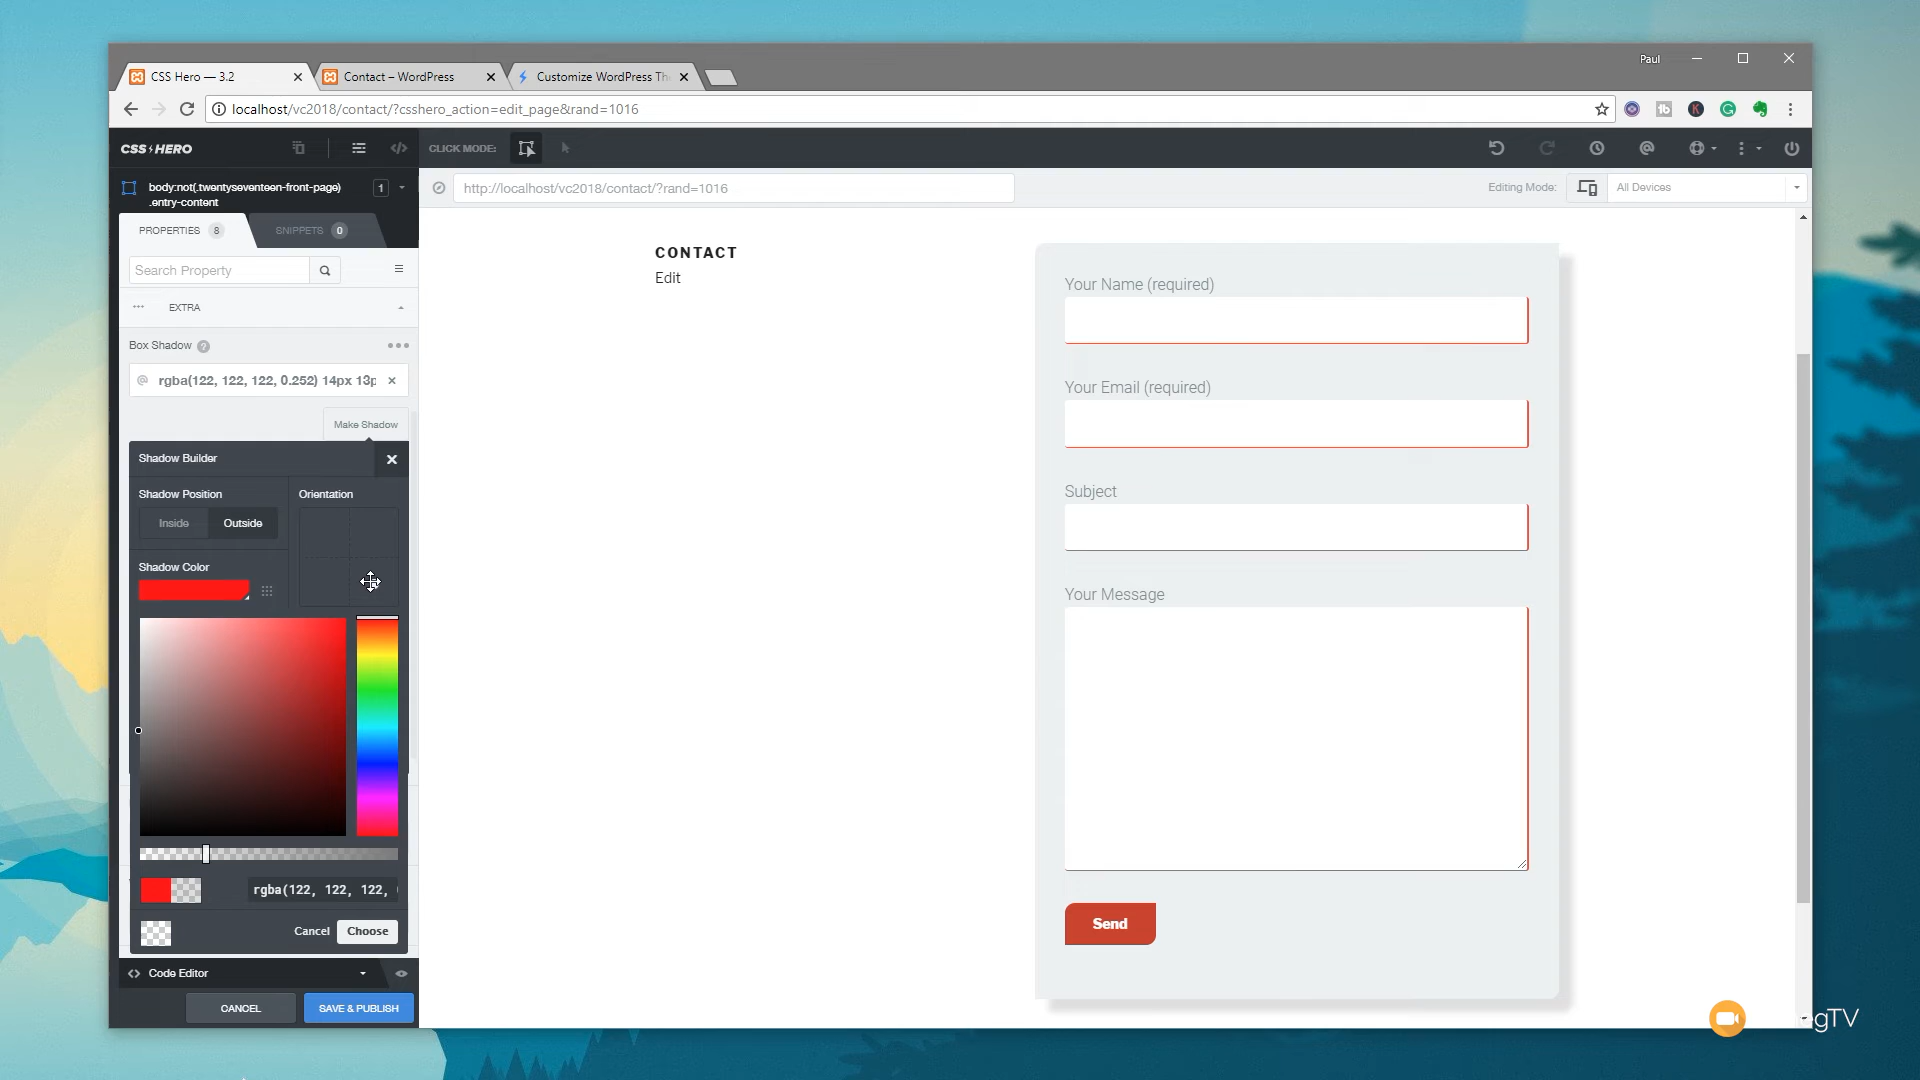 Paul
CSS Hero — 3.2
Contact – WordPress
Customize WordPress Th
localhost/vc2018/contact/?csshero_action=edit_page&rand=1016
CSS HERO
CLICK MODE:
body:not(.twentyseventeen-front-page)
.entry-content
1
http://localhost/vc2018/contact/?rand=1016
Editing Mode:
All Devices
PROPERTIES 8
SNIPPETS 0
Search Property
EXTRA
Box Shadow ?
@ rgba(122, 122, 122, 0.252) 14px 13p
Make Shadow
Shadow Builder
Shadow Position
Orientation
Inside
Outside
Shadow Color
rgba(122, 122, 122,
Cancel
Choose
Code Editor
CANCEL
SAVE & PUBLISH
CONTACT
Edit
Your Name (required)
Your Email (required)
Subject
Your Message
Send
gTV